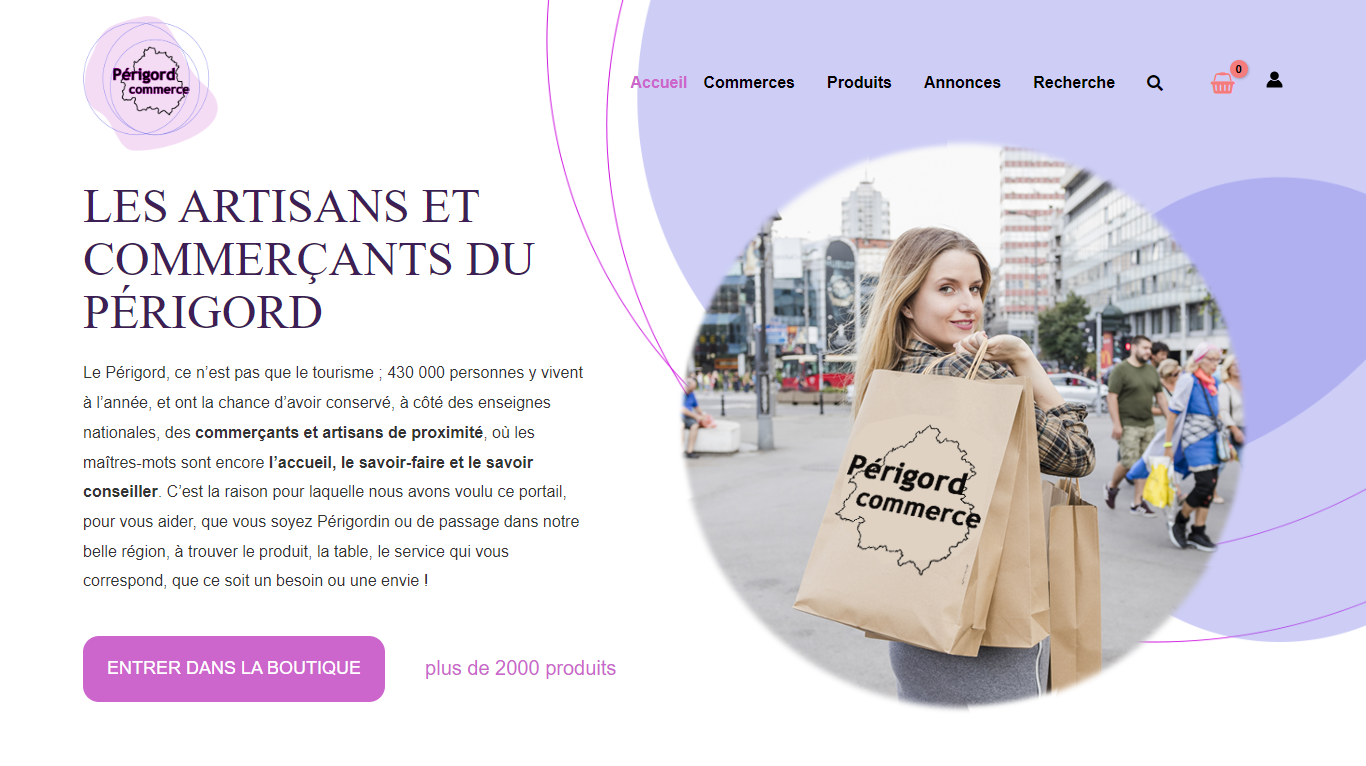 Périgord
commerce
Accueil Commerces Produits Annonces Recherche 0
LES ARTISANS ET
COMMERÇANTS DU
PÉRIGORD
Le Périgord, ce n’est pas que le tourisme ; 430 000 personnes y vivent
à l’année, et ont la chance d’avoir conservé, à côté des enseignes
nationales, des commerçants et artisans de proximité, où les
maîtres-mots sont encore l’accueil, le savoir-faire et le savoir
conseiller. C’est la raison pour laquelle nous avons voulu ce portail,
pour vous aider, que vous soyez Périgordin ou de passage dans notre
belle région, à trouver le produit, la table, le service qui vous
correspond, que ce soit un besoin ou une envie !
ENTRER DANS LA BOUTIQUE
plus de 2000 produits
Périgord
commerce